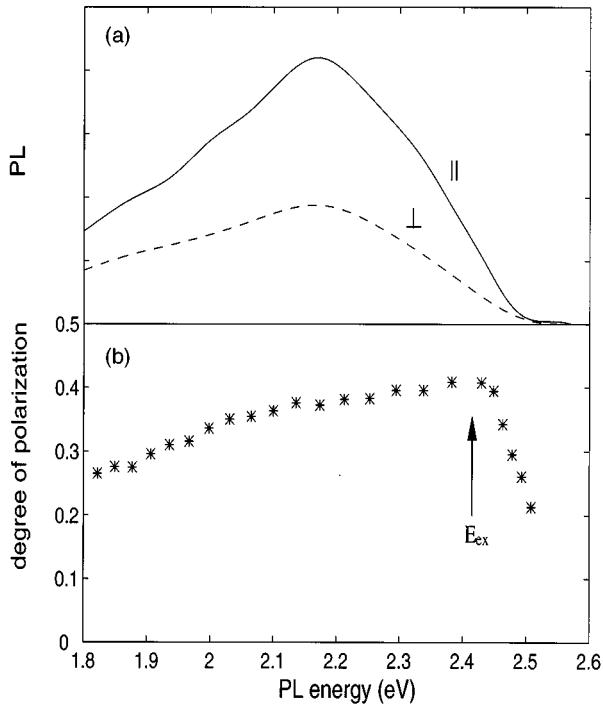 (a)
PL
||
⊥
0.5
(b)
degree of polarization
0.4
0.3
0.2
0.1
0
E_ex
1.8 1.9 2 2.1 2.2 2.3 2.4 2.5 2.6
PL energy (eV)